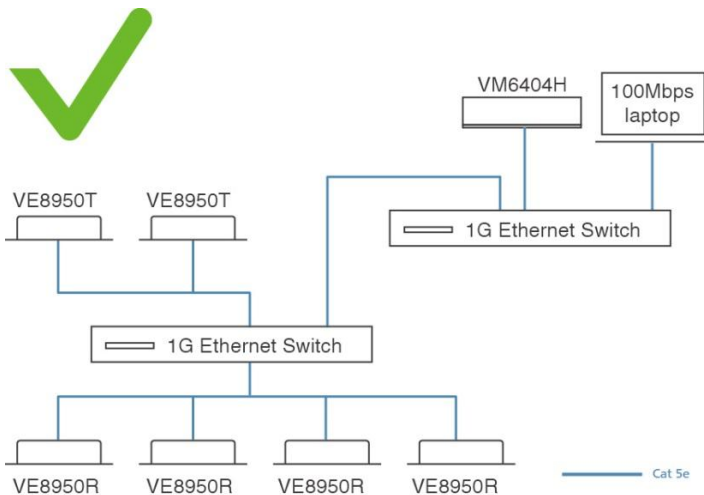 VM6404H
100Mbps
laptop
VE8950T
VE8950T
1G Ethernet Switch
1G Ethernet Switch
VE8950R
VE8950R
VE8950R
VE8950R
Cat 5e